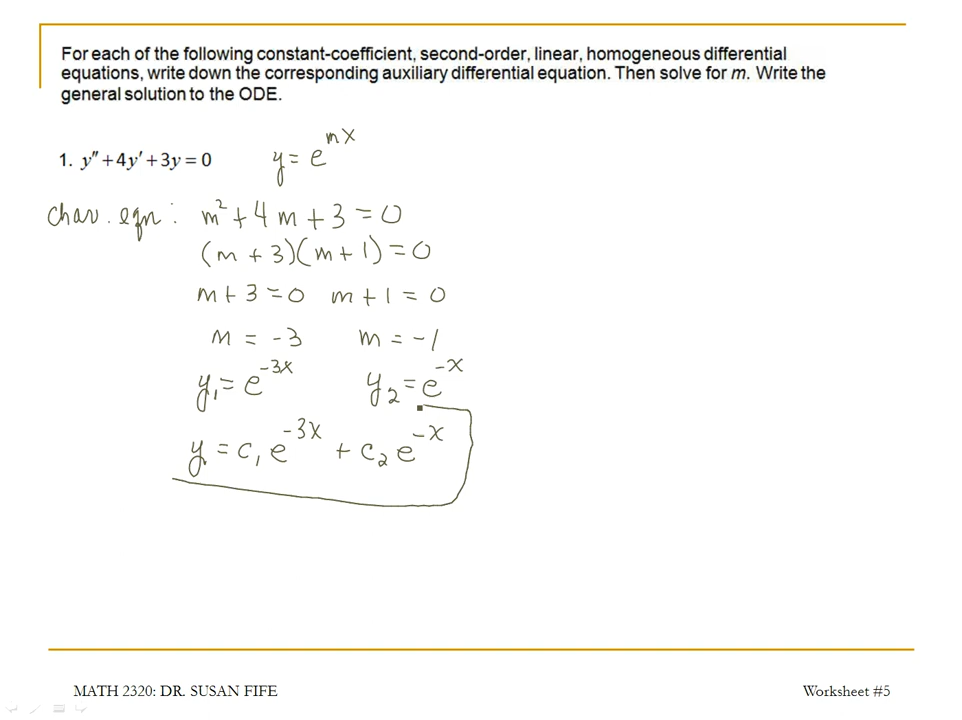 For each of the following constant-coefficient, second-order, linear, homogeneous differential
equations, write down the corresponding auxiliary differential equation. Then solve for m. Write the
general solution to the ODE.
1. y″ + 4y′ + 3y = 0 y = e^{mx}
char. eqn: m² + 4m + 3 = 0
(m + 3)(m + 1) = 0
m + 3 = 0 m + 1 = 0
m = -3 m = -1
y₁ = e^{-3x} y₂ = e^{-x}
y = c₁e^{-3x} + c₂e^{-x}
MATH 2320: DR. SUSAN FIFE Worksheet #5